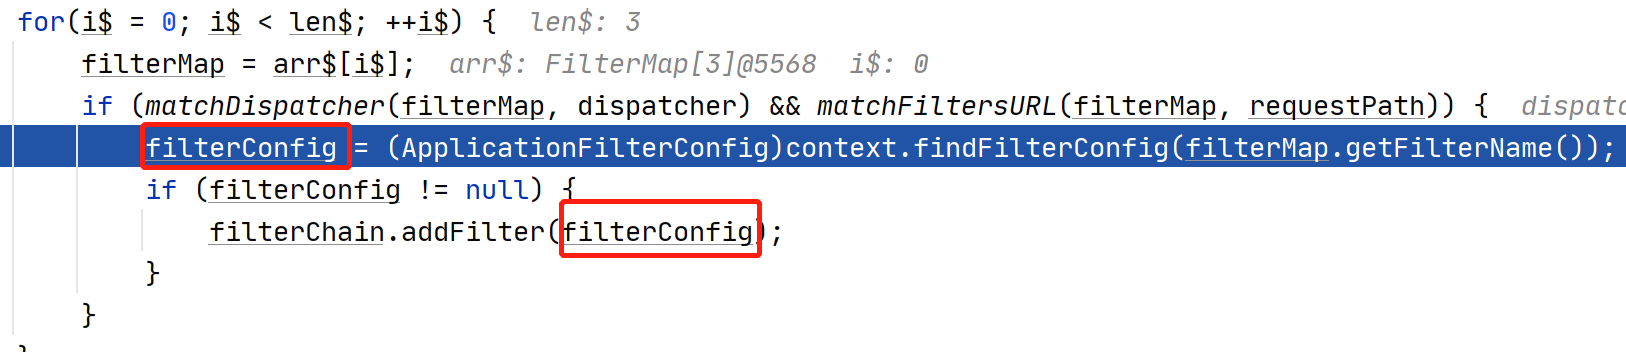 for(i$ = 0; i$ < len$; ++i$) { len$: 3
filterMap = arr$[i$]; arr$: FilterMap[3]@5568 i$: 0
if (matchDispatcher(filterMap, dispatcher) && matchFiltersURL(filterMap, requestPath)) { dispatc
filterConfig = (ApplicationFilterConfig)context.findFilterConfig(filterMap.getFilterName());
if (filterConfig != null) {
filterChain.addFilter(filterConfig);
}
}